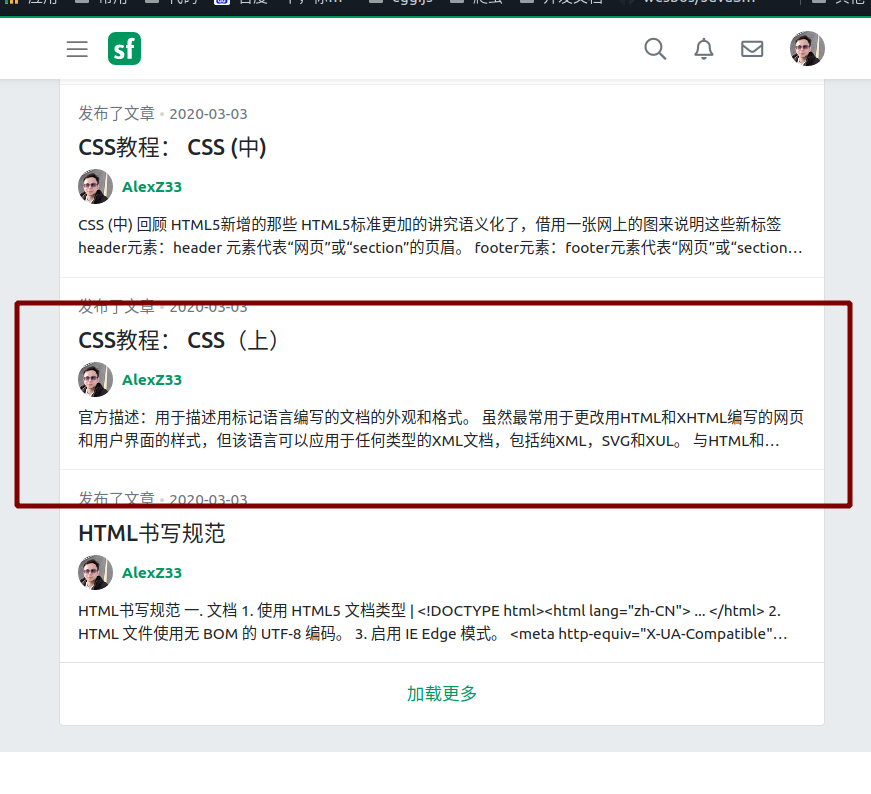 sf
发布了文章 • 2020-03-03
CSS教程： CSS (中)
AlexZ33
CSS (中) 回顾 HTML5新增的那些 HTML5标准更加的讲究语义化了，借用一张网上的图来说明这些新标签
header元素：header 元素代表“网页”或“section”的页眉。 footer元素：footer元素代表“网页”或“section…
发布了文章 • 2020-03-03
CSS教程： CSS（上）
AlexZ33
官方描述：用于描述用标记语言编写的文档的外观和格式。 虽然最常用于更改用HTML和XHTML编写的网页
和用户界面的样式，但该语言可以应用于任何类型的XML文档，包括纯XML，SVG和XUL。 与HTML和…
发布了文章 • 2020-03-03
HTML书写规范
AlexZ33
HTML书写规范 一. 文档 1. 使用 HTML5 文档类型 | <!DOCTYPE html><html lang="zh-CN"> ... </html> 2.
HTML 文件使用无 BOM 的 UTF-8 编码。 3. 启用 IE Edge 模式。 <meta http-equiv="X-UA-Compatible"…
加载更多